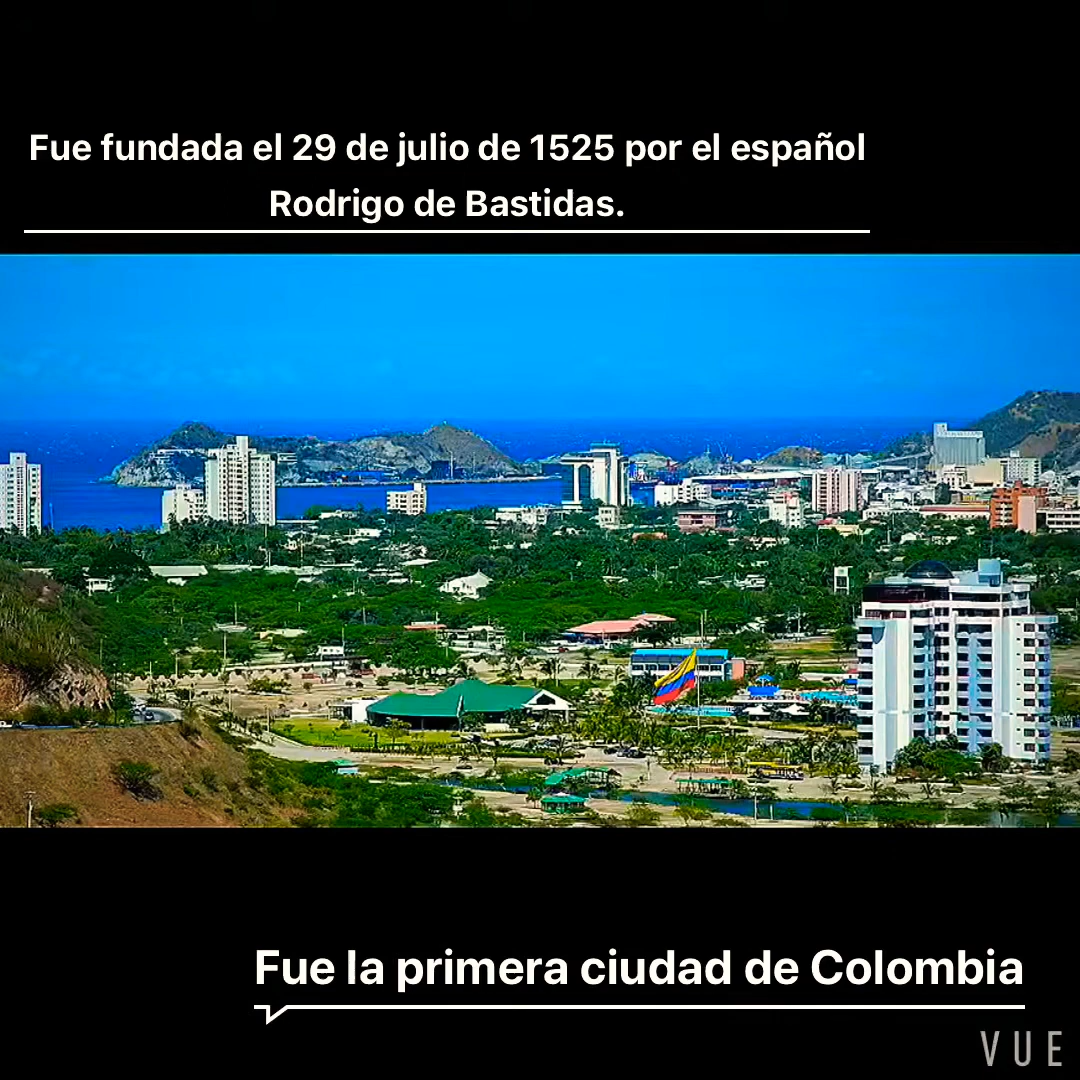 Fue fundada el 29 de julio de 1525 por el español
Rodrigo de Bastidas.
Fue la primera ciudad de Colombia
VUE